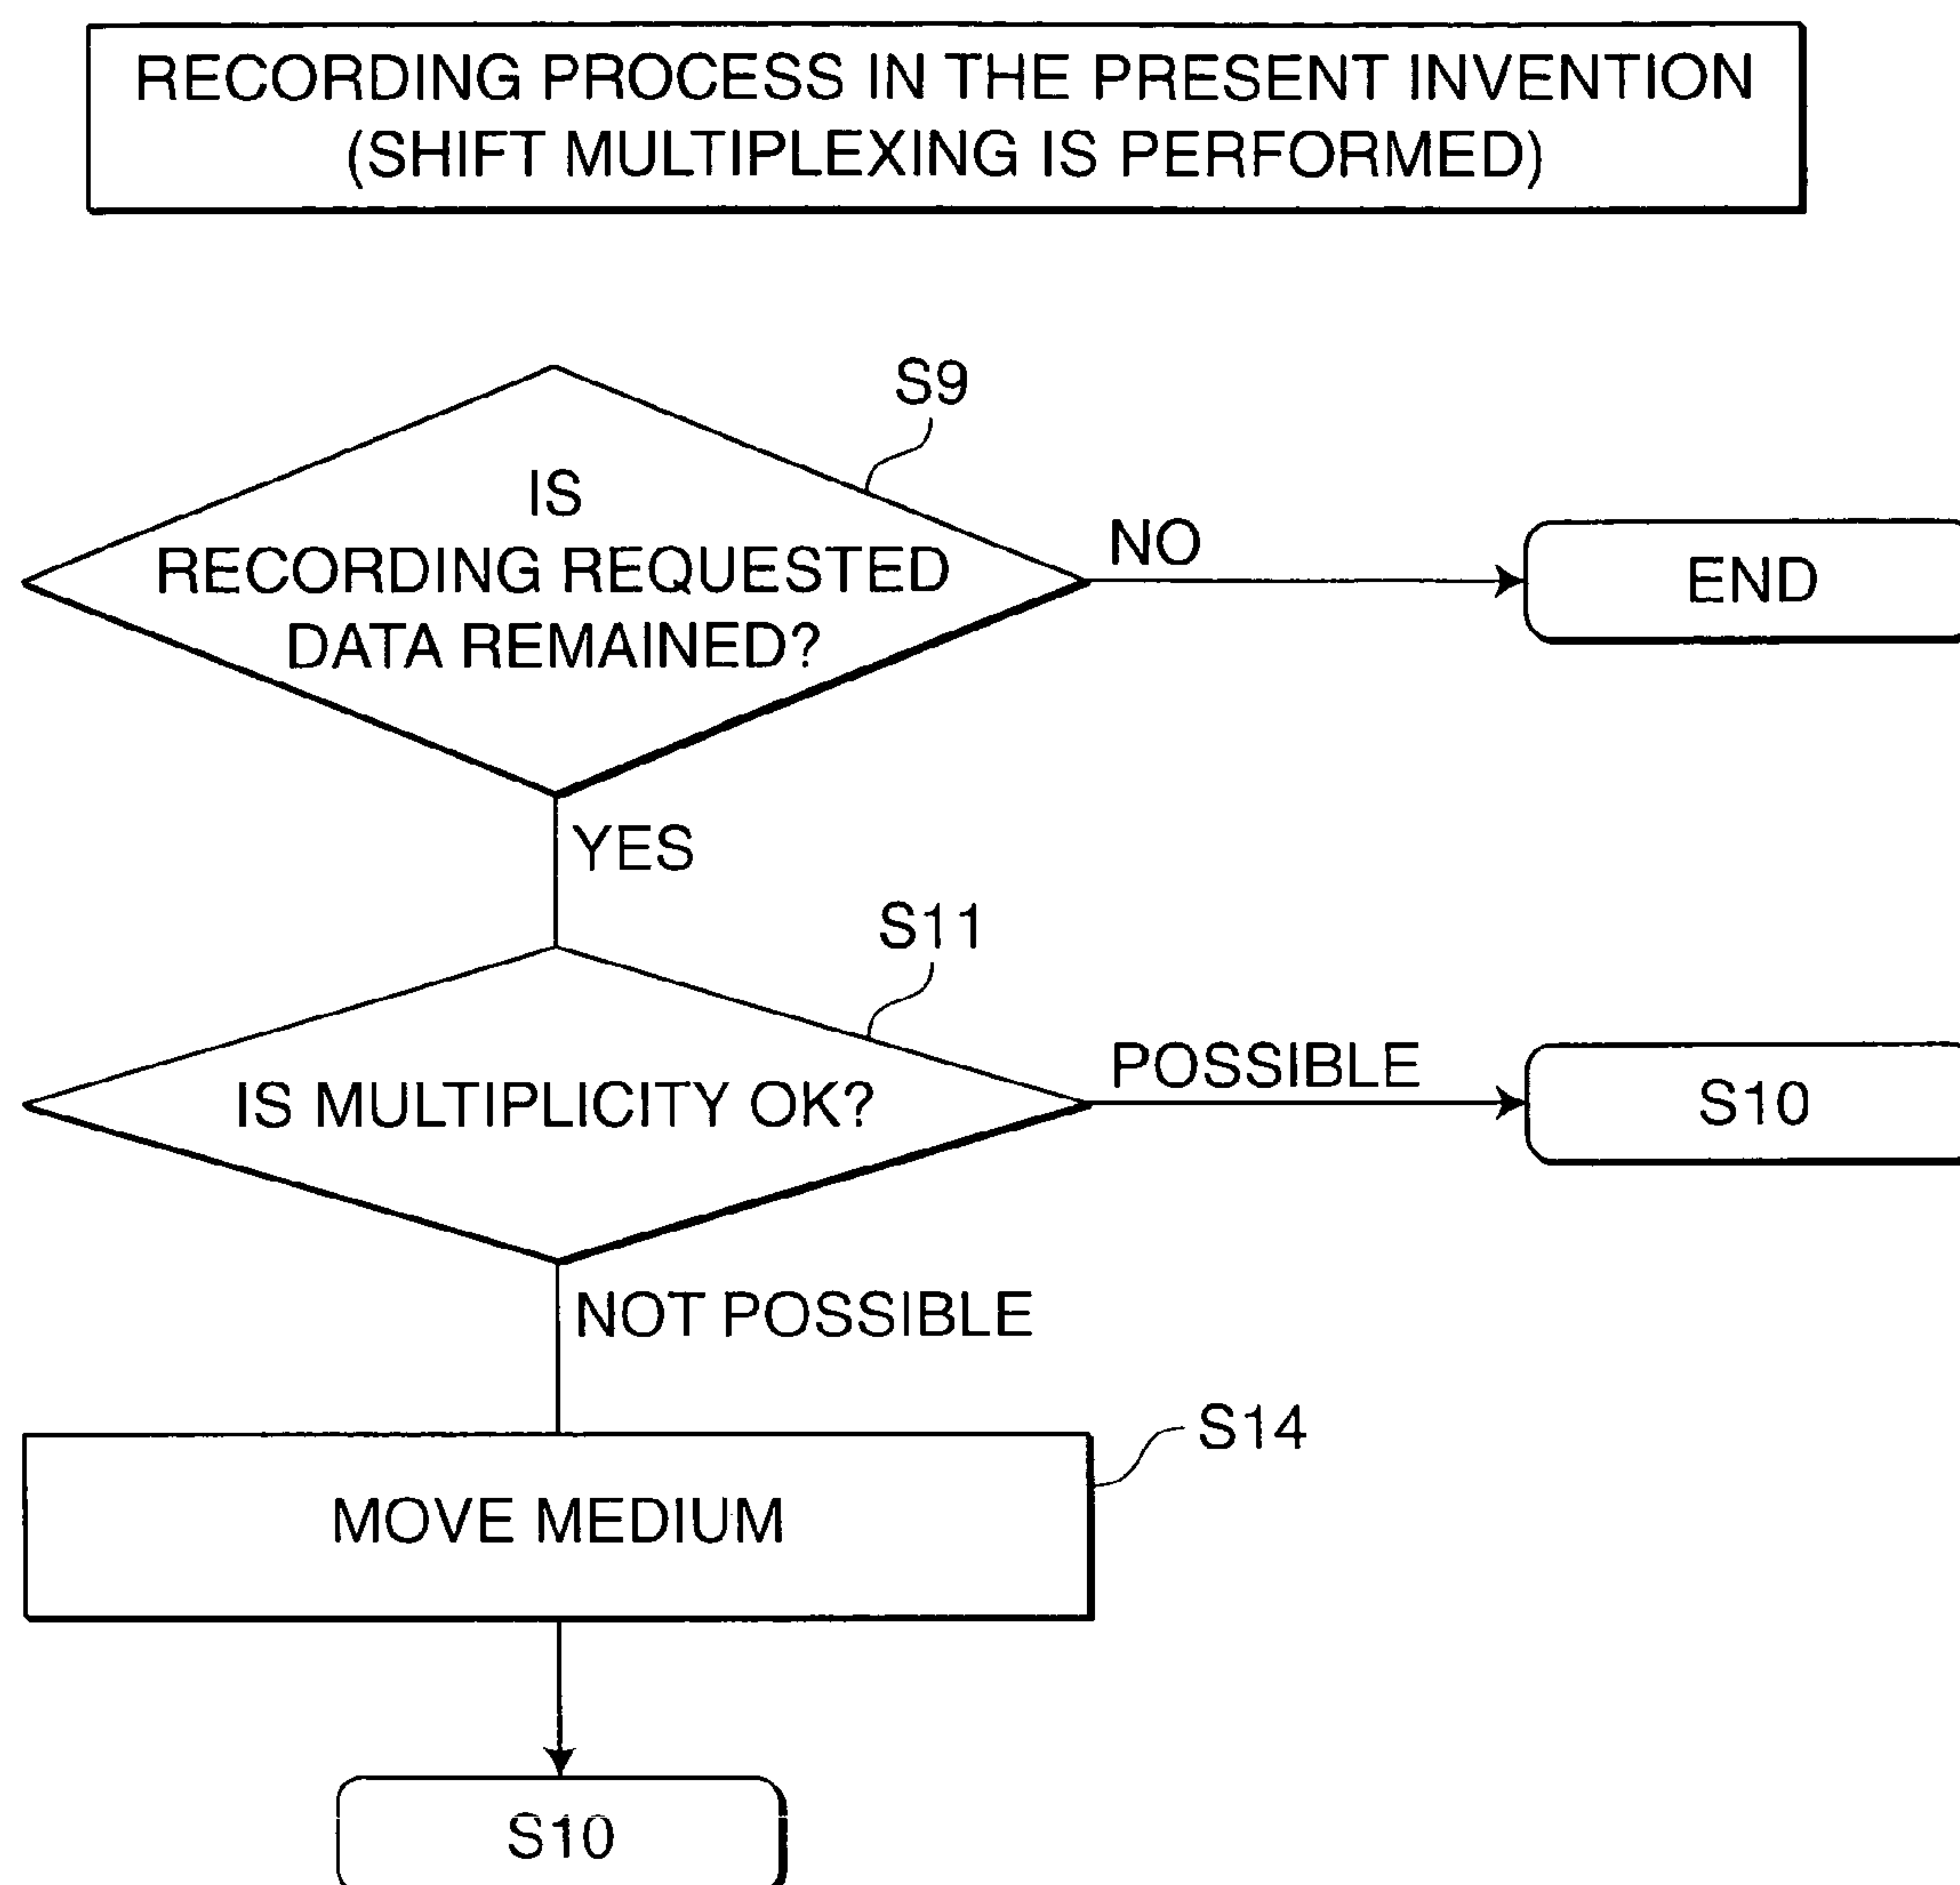 RECORDING PROCESS IN THE PRESENT INVENTION
(SHIFT MULTIPLEXING IS PERFORMED)
S9
IS
RECORDING REQUESTED
DATA REMAINED?
NO
END
YES
S11
IS MULTIPLICITY OK?
POSSIBLE
S10
NOT POSSIBLE
S14
MOVE MEDIUM
S10